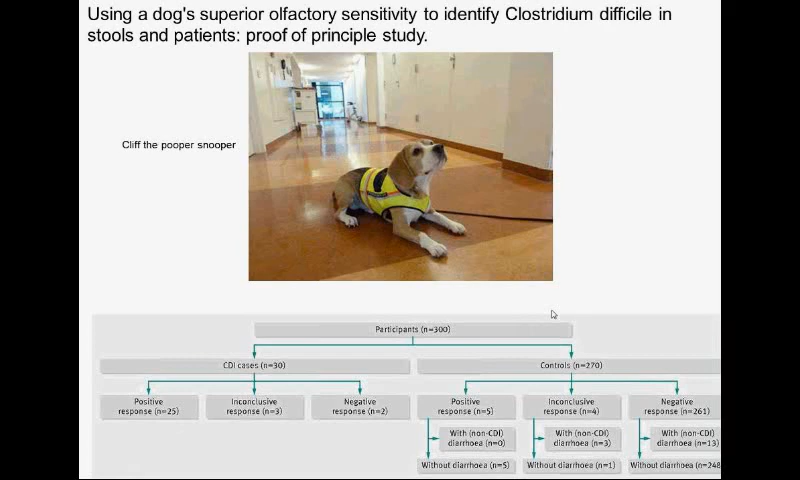 Using a dog's superior olfactory sensitivity to identify Clostridium difficile in
stools and patients: proof of principle study.
Cliff the pooper snooper
Participants (n=300)
CDI cases (n=30)
Controls (n=270)
Positive
response (n=25)
Inconclusive
response (n=3)
Negative
response (n=2)
Positive
response (n=5)
Inconclusive
response (n=4)
Negative
response (n=261)
With (non-CDI)
diarrhoea (n=0)
With (non-CDI)
diarrhoea (n=3)
With (non-CDI)
diarrhoea (n=13)
Without diarrhoea (n=5)
Without diarrhoea (n=1)
Without diarrhoea (n=248